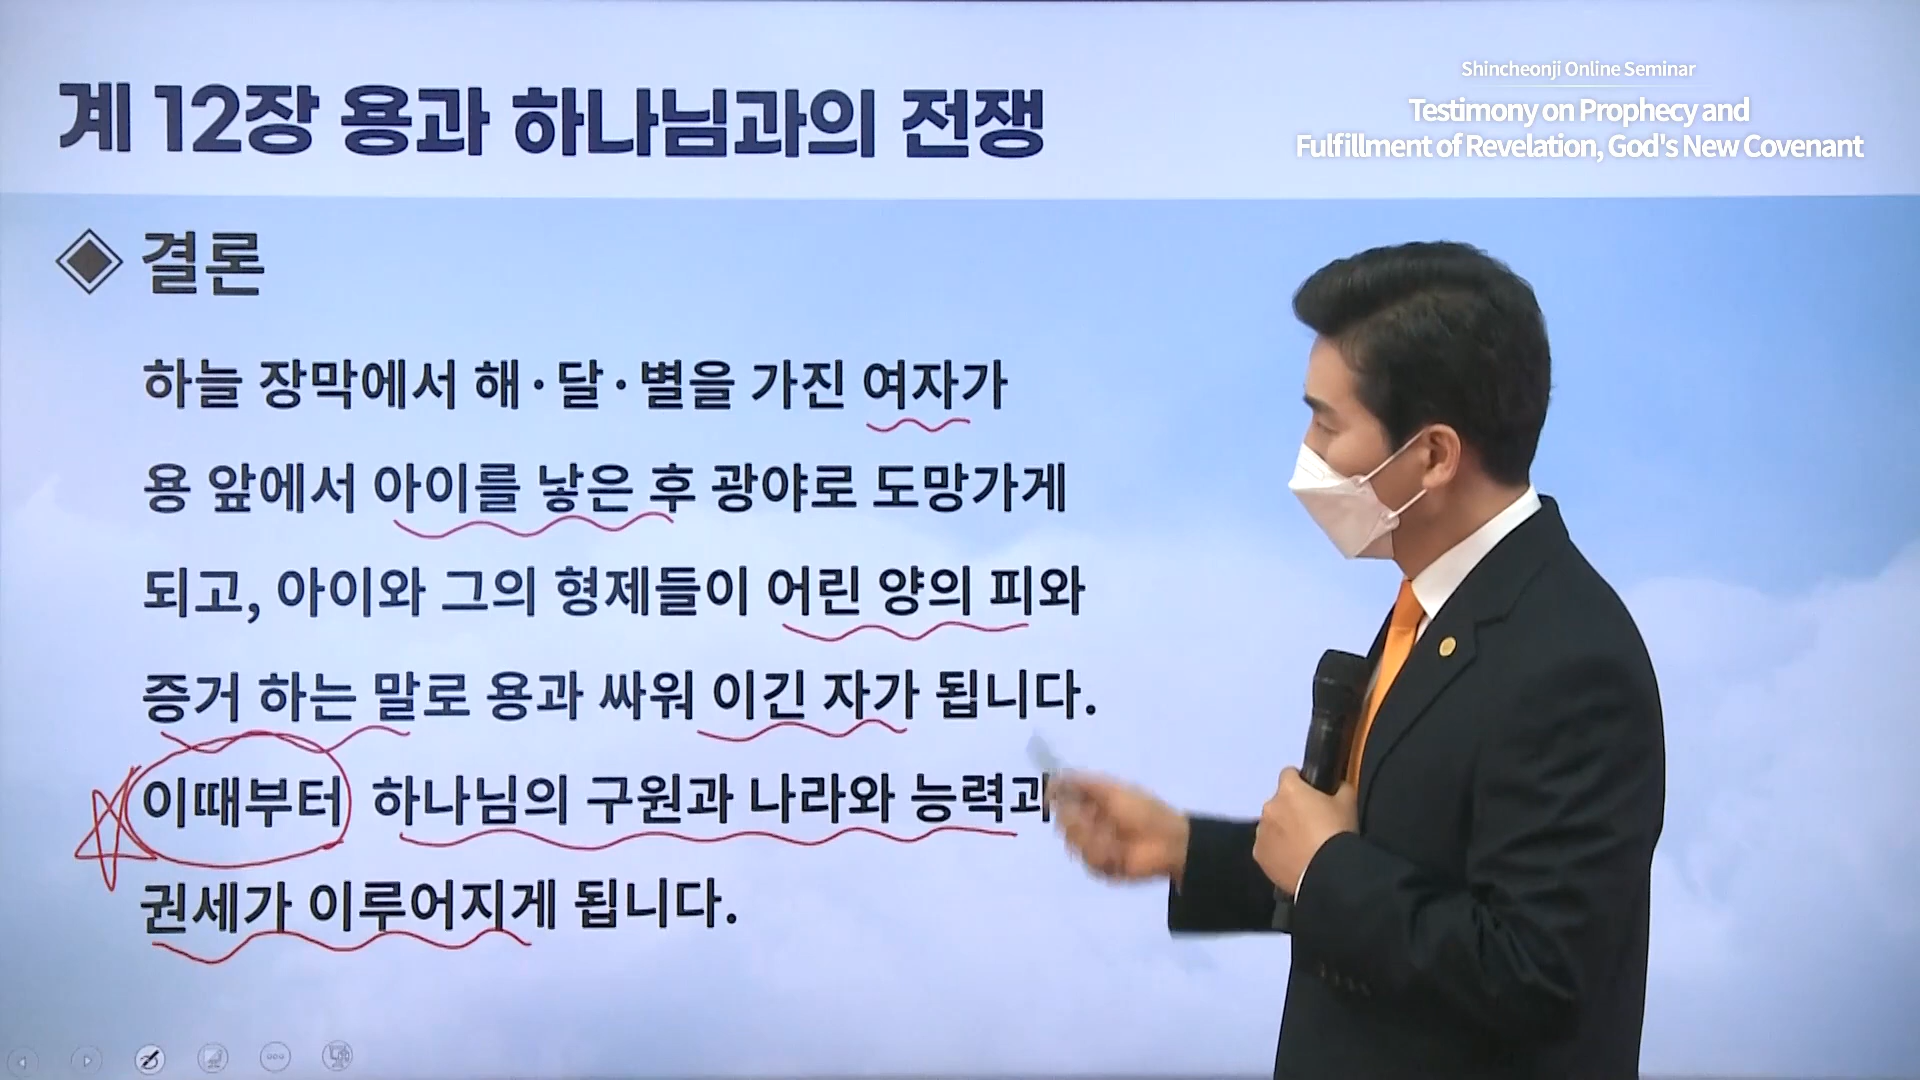 계 12장 용과 하나님과의 전쟁
Shincheonji Online Seminar
Testimony on Prophecy and
Fulfillment of Revelation, God's New Covenant
결론
하늘 장막에서 해·달·별을 가진 여자가
용 앞에서 아이를 낳은 후 광야로 도망가게
되고, 아이와 그의 형제들이 어린 양의 피와
증거 하는 말로 용과 싸워 이긴 자가 됩니다.
이때부터 하나님의 구원과 나라와 능력과
권세가 이루어지게 됩니다.